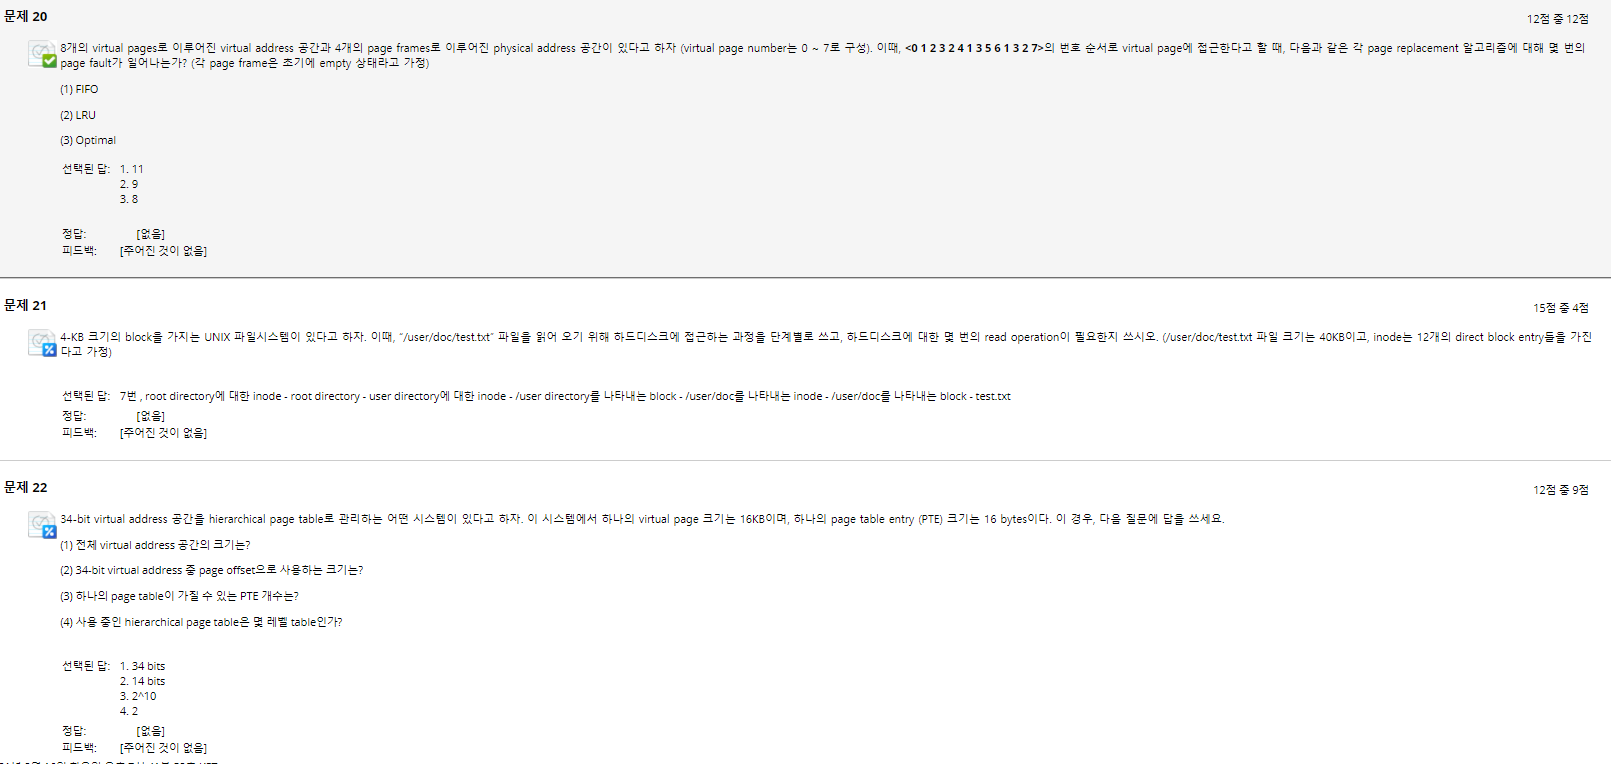 문제 20
12점 중 12점
8개의 virtual pages로 이루어진 virtual address 공간과 4개의 page frames로 이루어진 physical address 공간이 있다고 하자 (virtual page number는 0 ~ 7로 구성). 이때, <0 1 2 3 2 4 1 3 5 6 1 3 2 7>의 번호 순서로 virtual page에 접근한다고 할 때, 다음과 같은 각 page replacement 알고리즘에 대해 몇 번의
page fault가 일어나는가? (각 page frame은 초기에 empty 상태라고 가정)
(1) FIFO
(2) LRU
(3) Optimal
선택된 답: 1. 11
2. 9
3. 8
정답: [없음]
피드백: [주어진 것이 없음]
문제 21
15점 중 4점
4-KB 크기의 block을 가지는 UNIX 파일시스템이 있다고 하자. 이때, “/user/doc/test.txt” 파일을 읽어 오기 위해 하드디스크에 접근하는 과정을 단계별로 쓰고, 하드디스크에 대한 몇 번의 read operation이 필요한지 쓰시오. (/user/doc/test.txt 파일 크기는 40KB이고, inode는 12개의 direct block entry들을 가진
다고 가정)
선택된 답: 7번 , root directory에 대한 inode - root directory - user directory에 대한 inode - /user directory를 나타내는 block - /user/doc를 나타내는 inode - /user/doc를 나타내는 block - test.txt
정답: [없음]
피드백: [주어진 것이 없음]
문제 22
12점 중 9점
34-bit virtual address 공간을 hierarchical page table로 관리하는 어떤 시스템이 있다고 하자. 이 시스템에서 하나의 virtual page 크기는 16KB이며, 하나의 page table entry (PTE) 크기는 16 bytes이다. 이 경우, 다음 질문에 답을 쓰세요.
(1) 전체 virtual address 공간의 크기는?
(2) 34-bit virtual address 중 page offset으로 사용하는 크기는?
(3) 하나의 page table이 가질 수 있는 PTE 개수는?
(4) 사용 중인 hierarchical page table은 몇 레벨 table인가?
선택된 답: 1. 34 bits
2. 14 bits
3. 2^10
4. 2
정답: [없음]
피드백: [주어진 것이 없음]